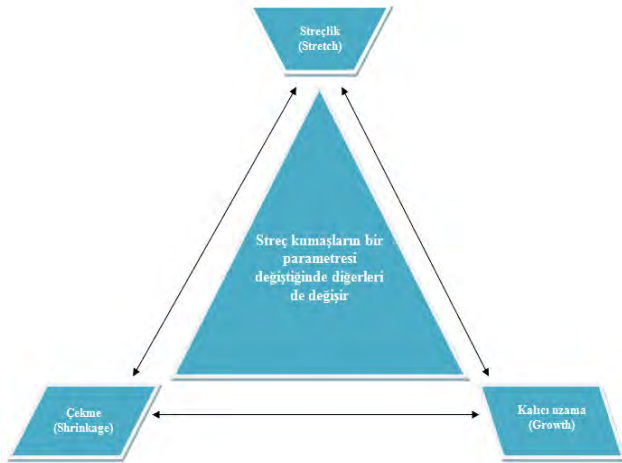 Streçlik
(Stretch)
Streç kumaşların bir
parametresi
değiştiğinde diğerleri
de değişir
Çekme
(Shrinkage)
Kalıcı uzama
(Growth)